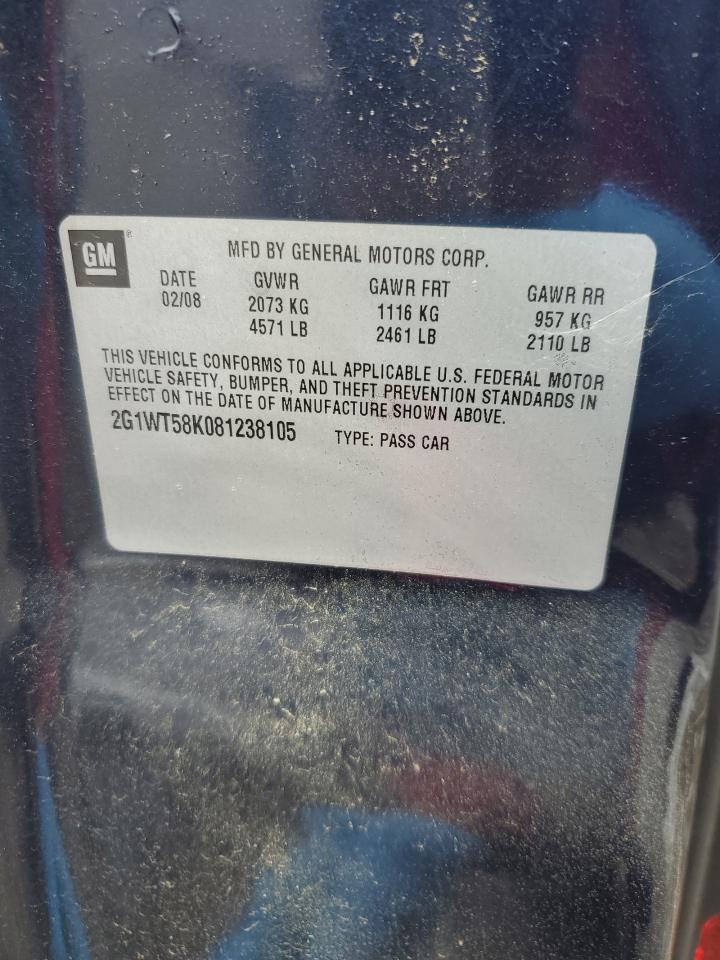 GM®
MFD BY GENERAL MOTORS CORP.
DATE GVWR GAWR FRT GAWR RR
02/08 2073 KG 1116 KG 957 KG
4571 LB 2461 LB 2110 LB
THIS VEHICLE CONFORMS TO ALL APPLICABLE U.S. FEDERAL MOTOR
VEHICLE SAFETY, BUMPER, AND THEFT PREVENTION STANDARDS IN
EFFECT ON THE DATE OF MANUFACTURE SHOWN ABOVE.
2G1WT58K081238105 TYPE: PASS CAR